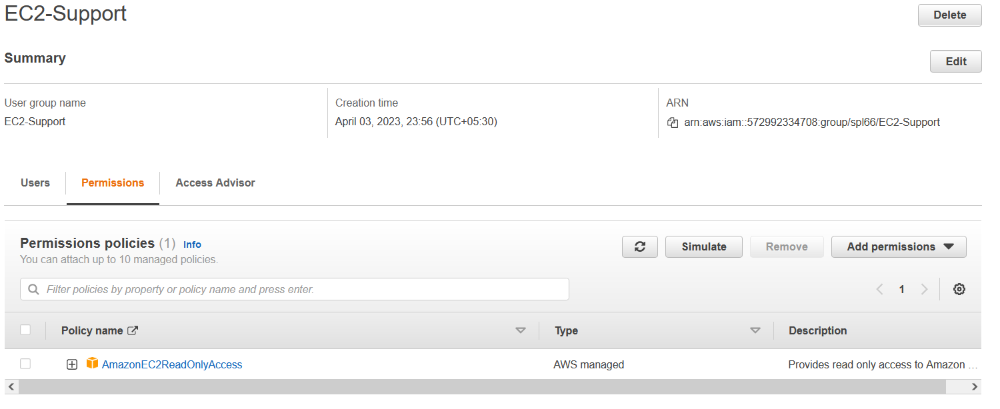 EC2-Support
Delete
Summary
Edit
User group name
Creation time
ARN
EC2-Support
April 03, 2023, 23:56 (UTC+05:30)
arn:aws:iam::572992334708:group/spl66/EC2-Support
Users
Permissions
Access Advisor
Permissions policies (1) Info
You can attach up to 10 managed policies.
Simulate
Remove
Add permissions
Filter policies by property or policy name and press enter.
1
Policy name
Type
Description
AmazonEC2ReadOnlyAccess
AWS managed
Provides read only access to Amazon …